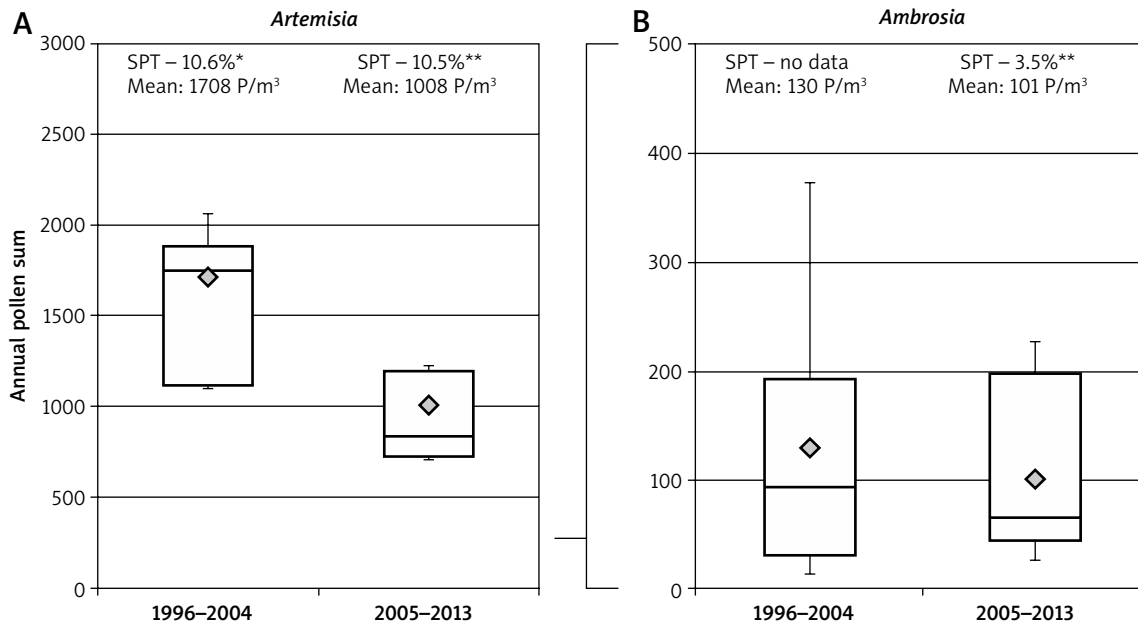 A
Artemisia
SPT – 10.6%*
Mean: 1708 P/m³
SPT – 10.5%**
Mean: 1008 P/m³
Annual pollen sum
3000
2500
2000
1500
1000
500
0
1996–2004
2005–2013
B
Ambrosia
SPT – no data
Mean: 130 P/m³
SPT – 3.5%**
Mean: 101 P/m³
500
400
300
200
100
0
1996–2004
2005–2013